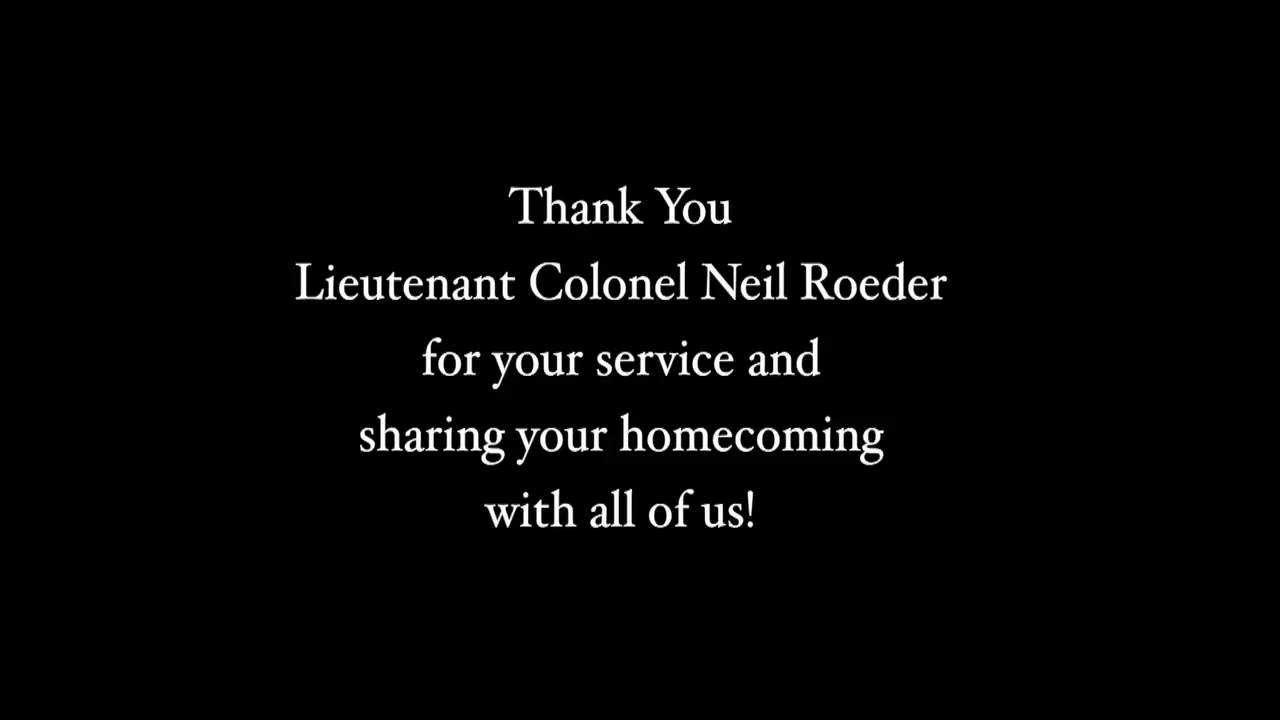 Thank You
Lieutenant Colonel Neil Roeder
for your service and
sharing your homecoming
with all of us!